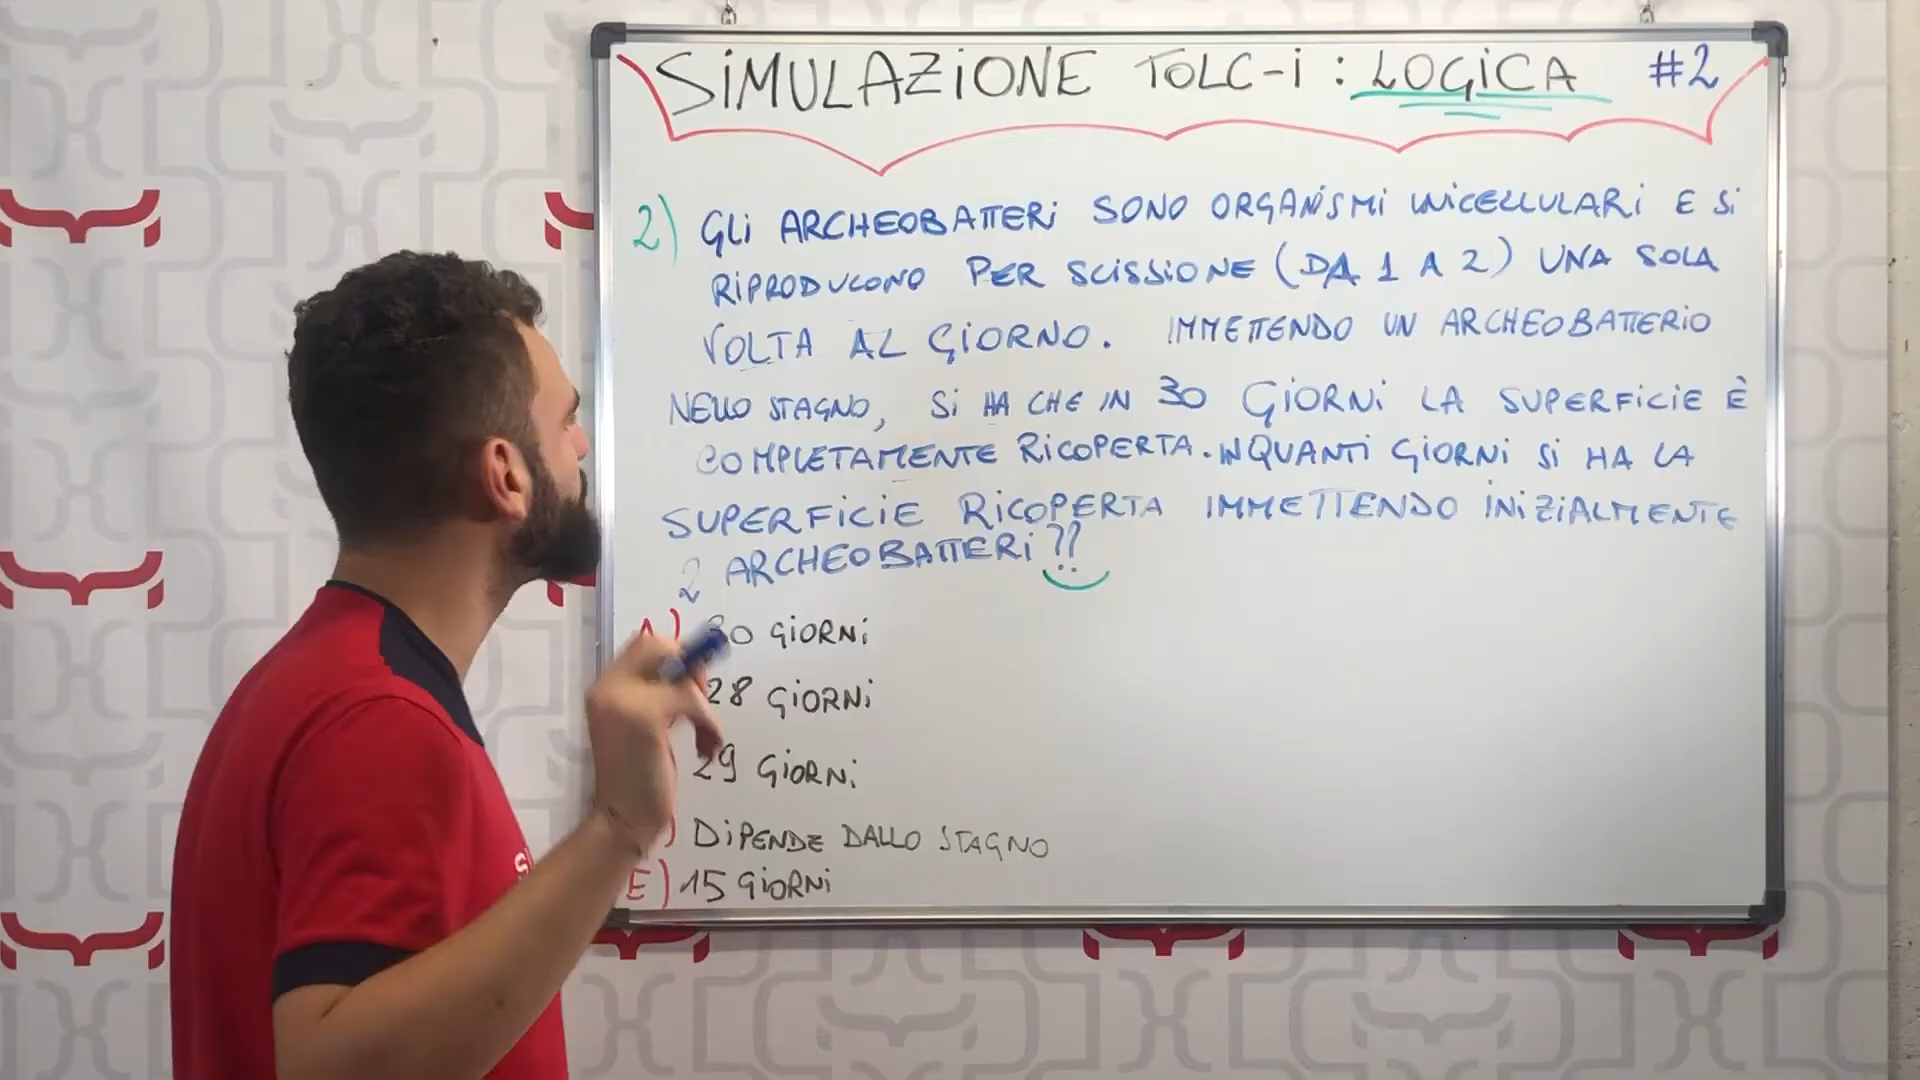 SIMULAZIONE TOLC-i : LOGICA #2
2) GLI ARCHEOBATTERI SONO ORGANISMI UNICELLULARI E SI
RIPRODUCONO PER SCISSIONE (DA 1 A 2) UNA SOLA
VOLTA AL GIORNO. IMMETTENDO UN ARCHEOBATTERIO
NELLO STAGNO, SI HA CHE IN 30 GIORNI LA SUPERFICIE È
COMPLETAMENTE RICOPERTA. IN QUANTI GIORNI SI HA LA
SUPERFICIE RICOPERTA IMMETTENDO INIZIALMENTE
2 ARCHEOBATTERI??
A) 30 GIORNI
28 GIORNI
29 GIORNI
) DIPENDE DALLO STAGNO
E) 15 GIORNI